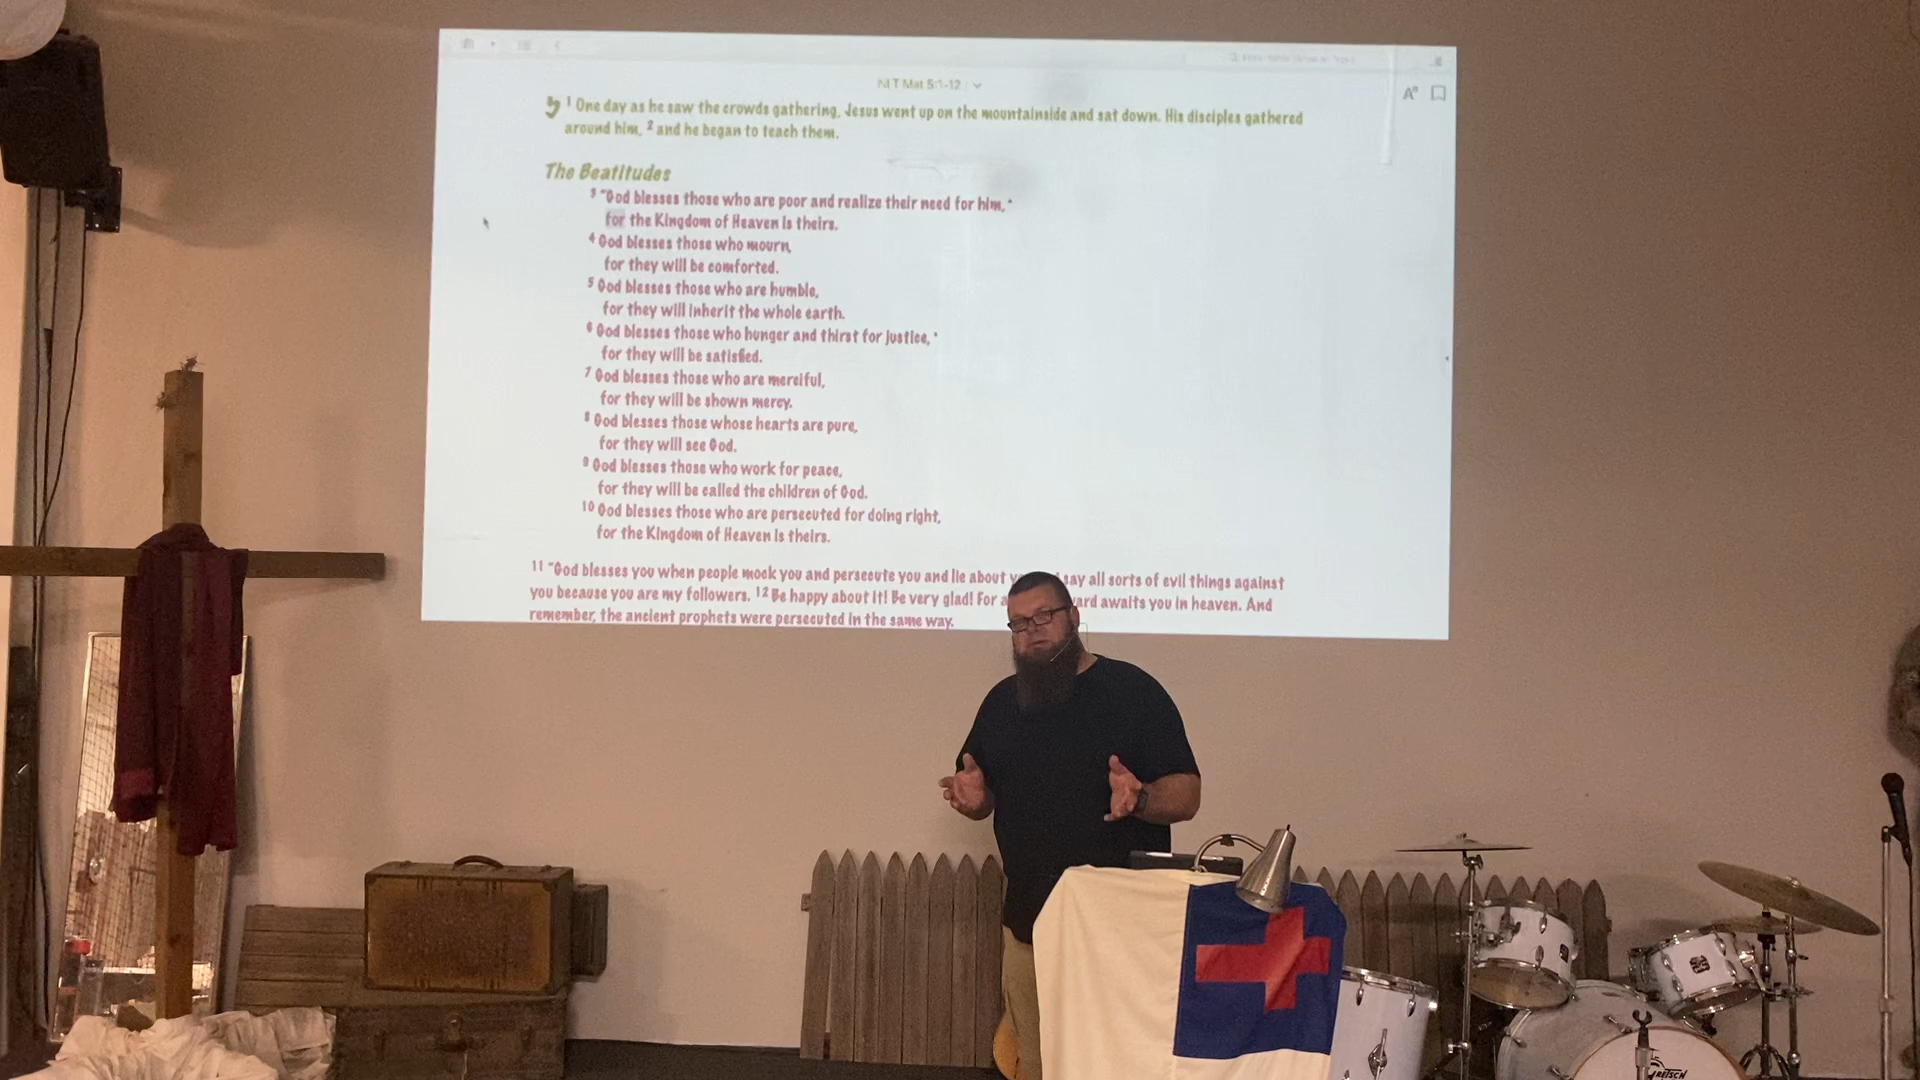 NLT Mat 5:1-12
5 1 One day as he saw the crowds gathering, Jesus went up on the mountainside and sat down. His disciples gathered
around him, 2 and he began to teach them.
The Beatitudes
3 "God blesses those who are poor and realize their need for him,*
for the Kingdom of Heaven is theirs.
4 God blesses those who mourn,
for they will be comforted.
5 God blesses those who are humble,
for they will inherit the whole earth.
6 God blesses those who hunger and thirst for justice,*
for they will be satisfied.
7 God blesses those who are merciful,
for they will be shown mercy.
8 God blesses those whose hearts are pure,
for they will see God.
9 God blesses those who work for peace,
for they will be called the children of God.
10 God blesses those who are persecuted for doing right,
for the Kingdom of Heaven is theirs.
11 "God blesses you when people mock you and persecute you and lie about say all sorts of evil things against
you because you are my followers. 12 Be happy about it! Be very glad! For a ard awaits you in heaven. And
remember, the ancient prophets were persecuted in the same way.
GRETSCH